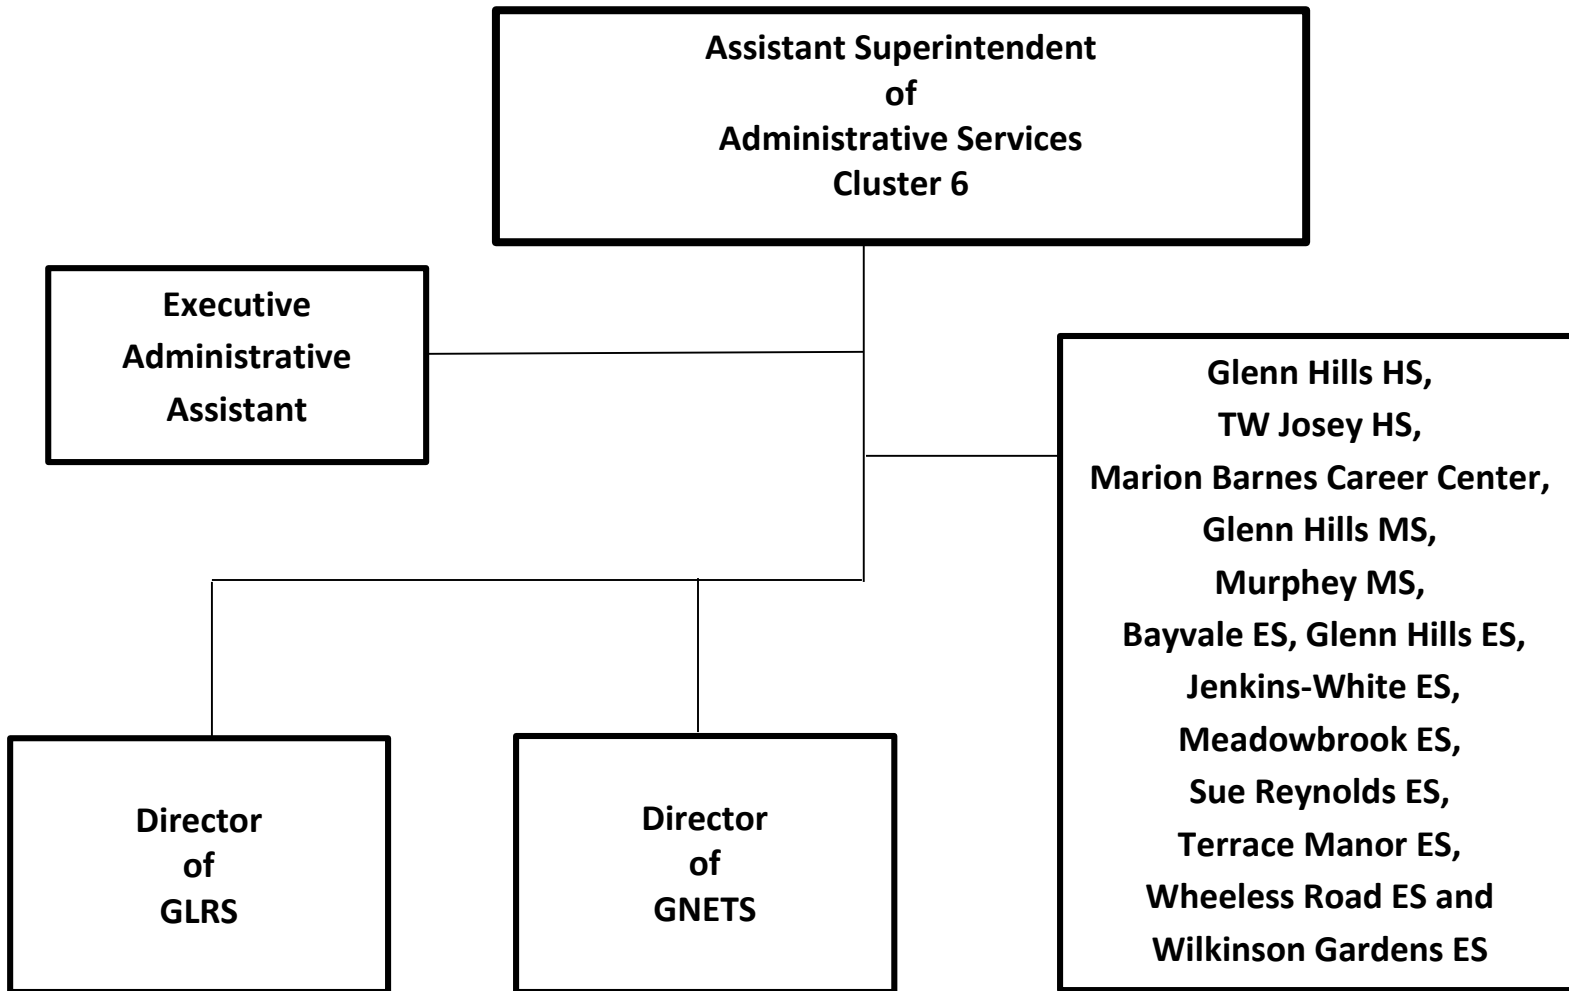 Assistant Superintendent
of
Administrative Services
Cluster 6
Executive
Administrative
Assistant
Glenn Hills HS,
TW Josey HS,
Marion Barnes Career Center,
Glenn Hills MS,
Murphey MS,
Bayvale ES, Glenn Hills ES,
Jenkins-White ES,
Meadowbrook ES,
Sue Reynolds ES,
Terrace Manor ES,
Wheeless Road ES and
Wilkinson Gardens ES
Director
of
GLRS
Director
of
GNETS